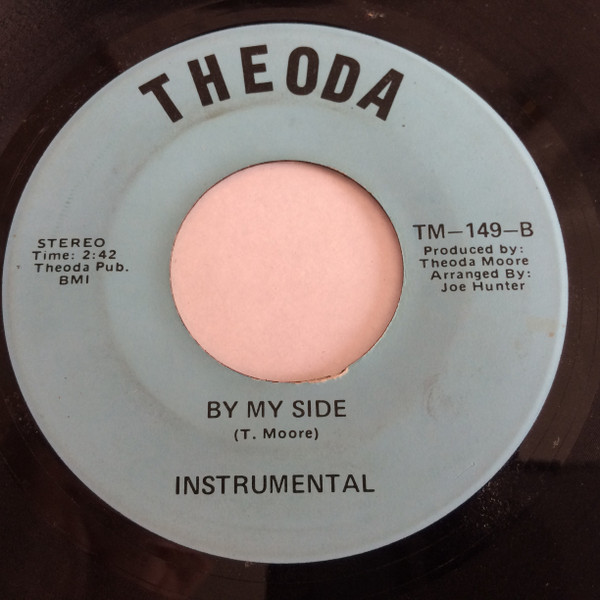 THEODA
STEREO
Time: 2:42
Theoda Pub.
BMI
TM-149-B
Produced by:
Theoda Moore
Arranged By:
Joe Hunter
BY MY SIDE
(T. Moore)
INSTRUMENTAL